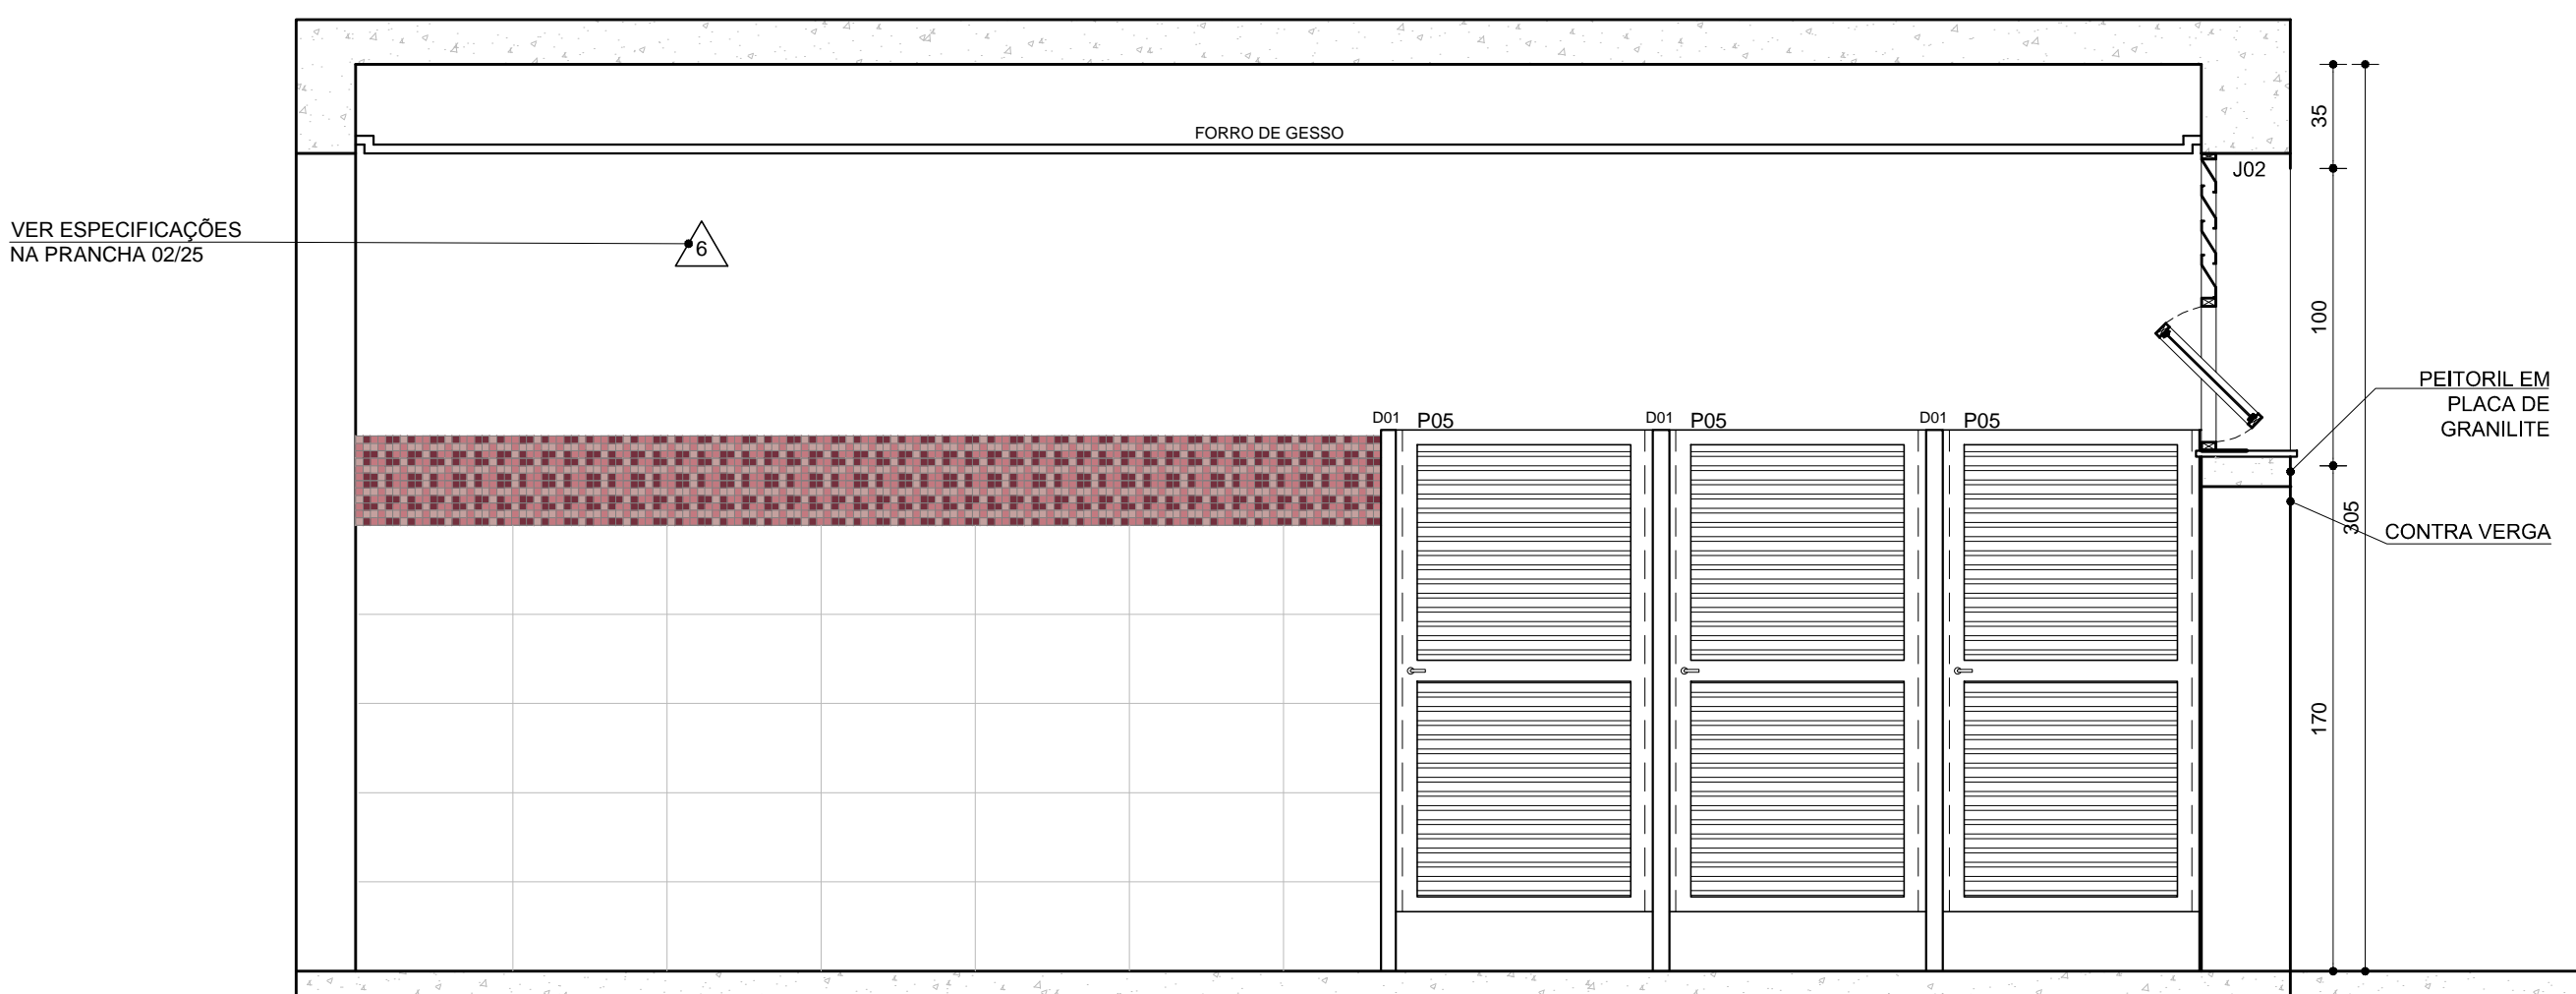 FORRO DE GESSO
J02
35
VER ESPECIFICAÇÕES
NA PRANCHA 02/25
6
100
PEITORIL EM
PLACA DE
GRANILITE
D01 P05 D01 P05 D01 P05
305
CONTRA VERGA
170